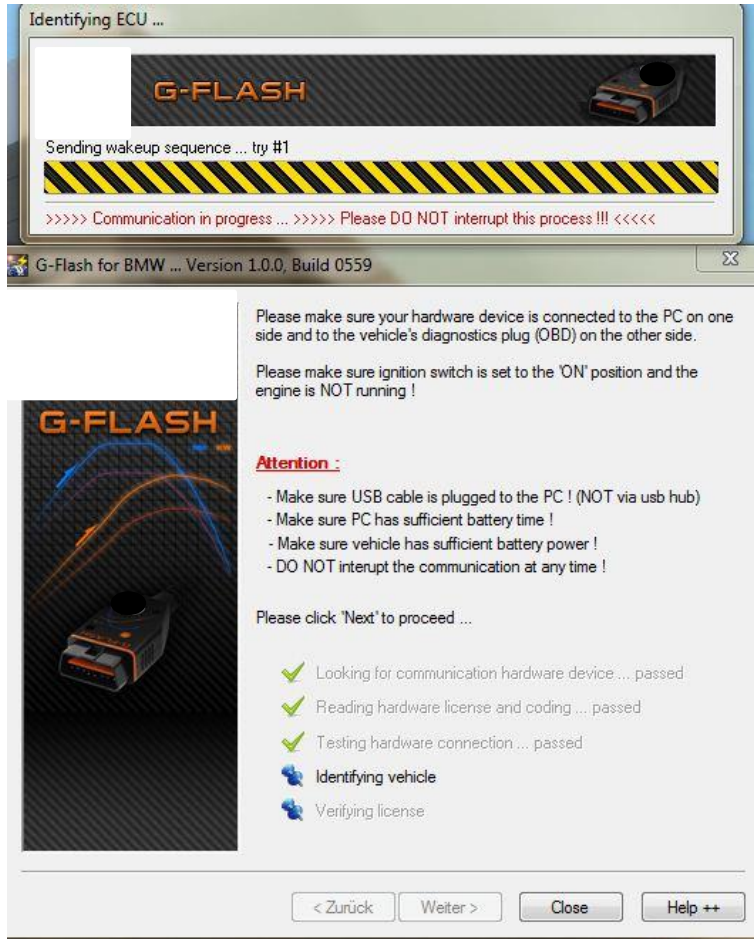 Identifying ECU ...
G-FLASH
Sending wakeup sequence ... try #1
>>>>> Communication in progress ... >>>>> Please DO NOT interrupt this process !!! <<<<<
G-Flash for BMW ... Version 1.0.0, Build 0559
Please make sure your hardware device is connected to the PC on one
side and to the vehicle's diagnostics plug (OBD) on the other side.
Please make sure ignition switch is set to the 'ON' position and the
engine is NOT running !
G-FLASH
Attention :
- Make sure USB cable is plugged to the PC ! (NOT via usb hub)
- Make sure PC has sufficient battery time !
- Make sure vehicle has sufficient battery power !
- DO NOT interupt the communication at any time !
Please click 'Next' to proceed ...
Looking for communication hardware device ... passed
Reading hardware license and coding ... passed
Testing hardware connection ... passed
Identifying vehicle
Verifying license
< Zurück
Weiter >
Close
Help ++